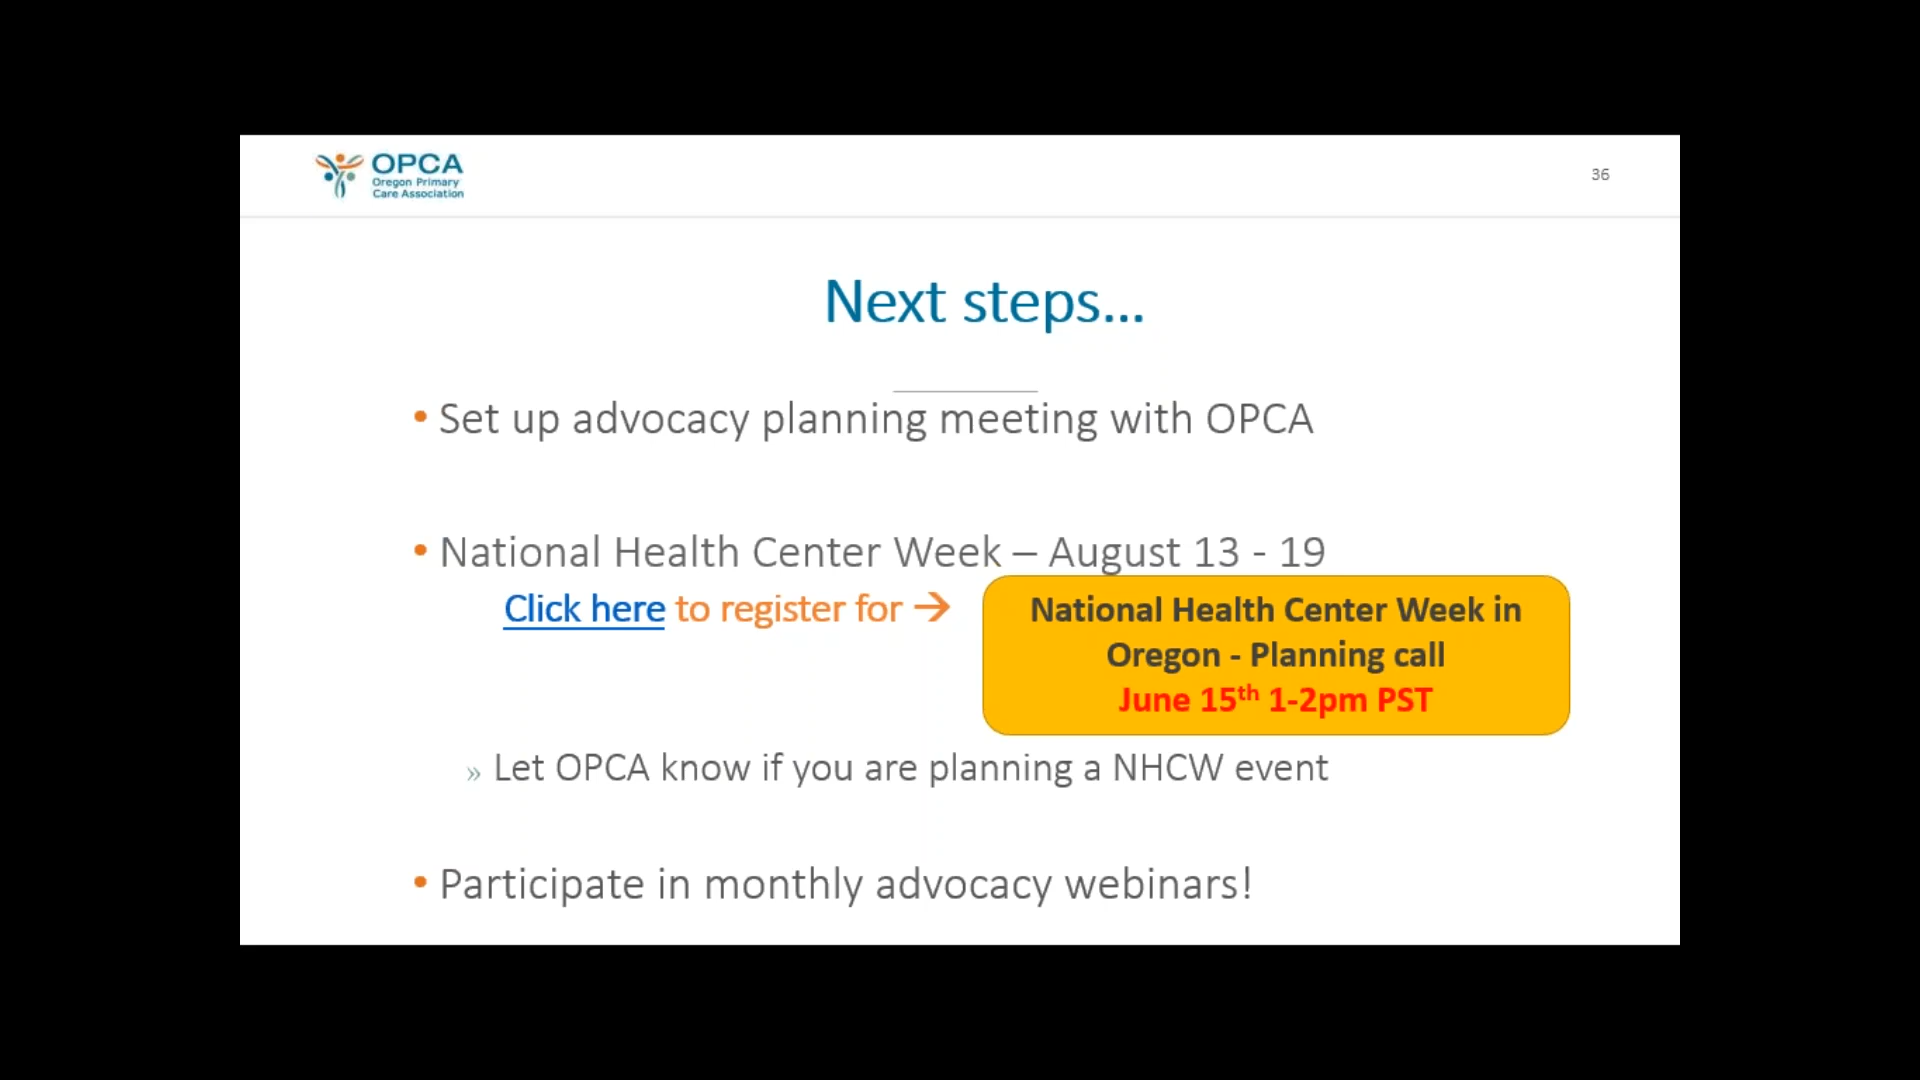 OPCA
Oregon Primary
Care Association
36
Next steps...
• Set up advocacy planning meeting with OPCA
• National Health Center Week – August 13 - 19
Click here to register for →
National Health Center Week in
Oregon - Planning call
June 15th 1-2pm PST
» Let OPCA know if you are planning a NHCW event
• Participate in monthly advocacy webinars!